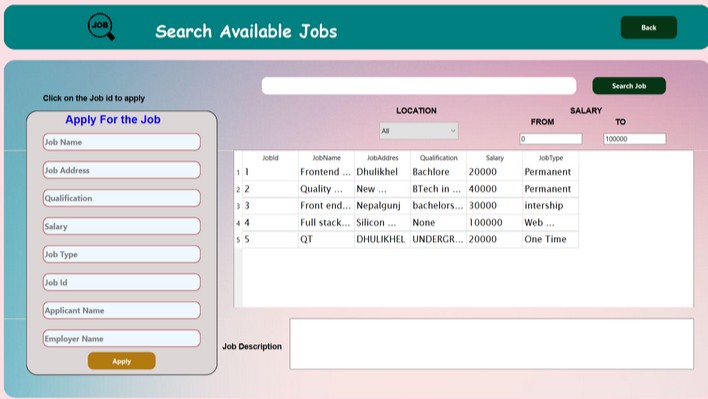 JOB
Search Available Jobs
Back
Click on the Job id to apply
Search Job
LOCATION
SALARY
FROM
TO
All
0
100000
Apply For the Job
Job Name
Job Address
Qualification
Salary
Job Type
Job Id
Applicant Name
Employer Name
Apply
JobId JobName JobAddres Qualification Salary JobType
1 1 Frontend ... Dhulikhel Bachlore 20000 Permanent
2 2 Quality ... New ... BTech in ... 40000 Permanent
3 3 Front end... Nepalgunj bachelors... 30000 intership
4 4 Full stack... Silicon ... None 100000 Web ...
5 5 QT DHULIKHEL UNDERGR... 20000 One Time
Job Description